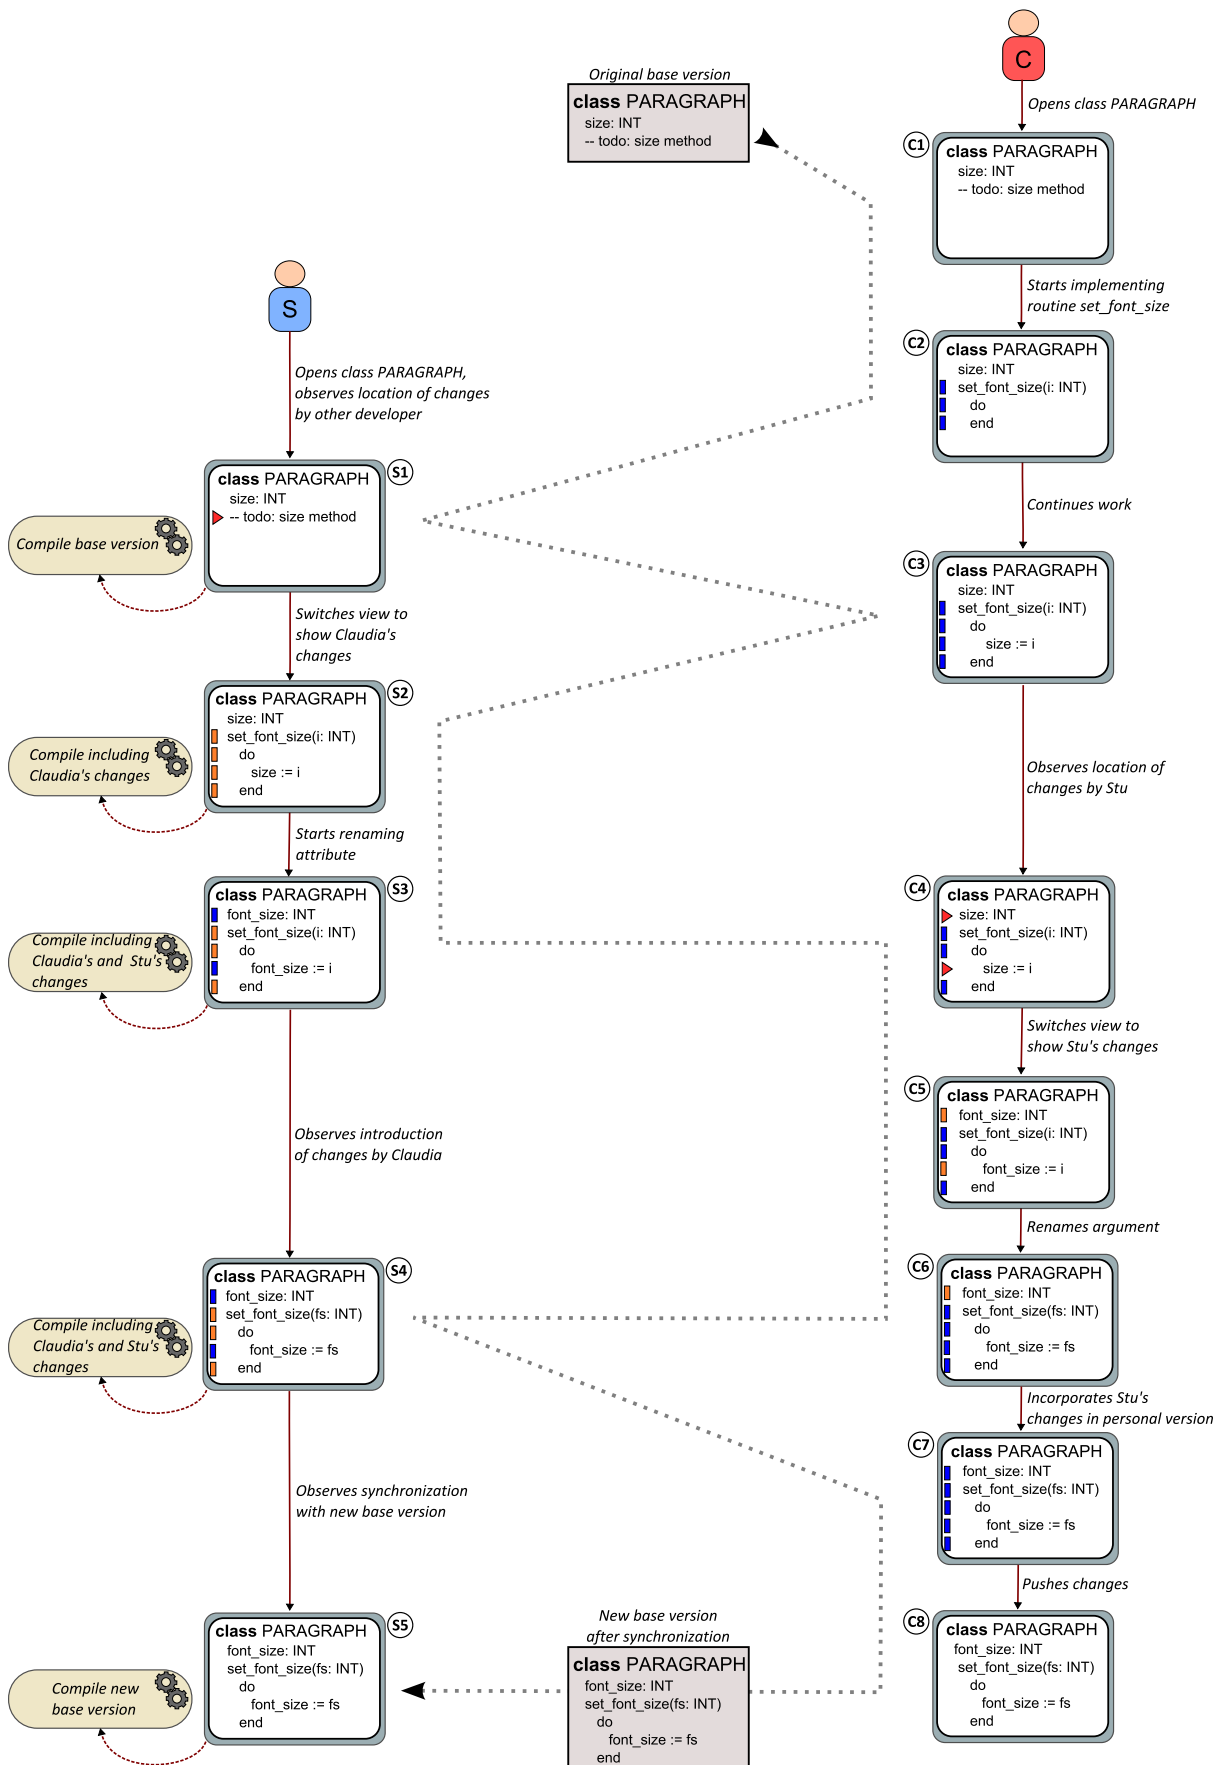 C
Opens class PARAGRAPH
Original base version
class PARAGRAPH
size: INT
-- todo: size method
C1
class PARAGRAPH
size: INT
-- todo: size method
Starts implementing
routine set_font_size
C2
class PARAGRAPH
size: INT
set_font_size(i: INT)
do
end
Continues work
C3
class PARAGRAPH
size: INT
set_font_size(i: INT)
do
size := i
end
Observes location of
changes by Stu
C4
class PARAGRAPH
size: INT
set_font_size(i: INT)
do
size := i
end
Switches view to
show Stu's changes
C5
class PARAGRAPH
font_size: INT
set_font_size(i: INT)
do
font_size := i
end
Renames argument
C6
class PARAGRAPH
font_size: INT
set_font_size(fs: INT)
do
font_size := fs
end
Incorporates Stu's
changes in personal version
C7
class PARAGRAPH
font_size: INT
set_font_size(fs: INT)
do
font_size := fs
end
Pushes changes
C8
class PARAGRAPH
font_size: INT
set_font_size(fs: INT)
do
font_size := fs
end
S
Opens class PARAGRAPH,
observes location of changes
by other developer
S1
class PARAGRAPH
size: INT
-- todo: size method
Compile base version
Switches view to
show Claudia's
changes
S2
class PARAGRAPH
size: INT
set_font_size(i: INT)
do
size := i
end
Compile including
Claudia's changes
Starts renaming
attribute
S3
class PARAGRAPH
font_size: INT
set_font_size(i: INT)
do
font_size := i
end
Compile including
Claudia's and Stu's
changes
Observes introduction
of changes by Claudia
S4
class PARAGRAPH
font_size: INT
set_font_size(fs: INT)
do
font_size := fs
end
Compile including
Claudia's and Stu's
changes
Observes synchronization
with new base version
S5
class PARAGRAPH
font_size: INT
set_font_size(fs: INT)
do
font_size := fs
end
Compile new
base version
New base version
after synchronization
class PARAGRAPH
font_size: INT
set_font_size(fs: INT)
do
font_size := fs
end